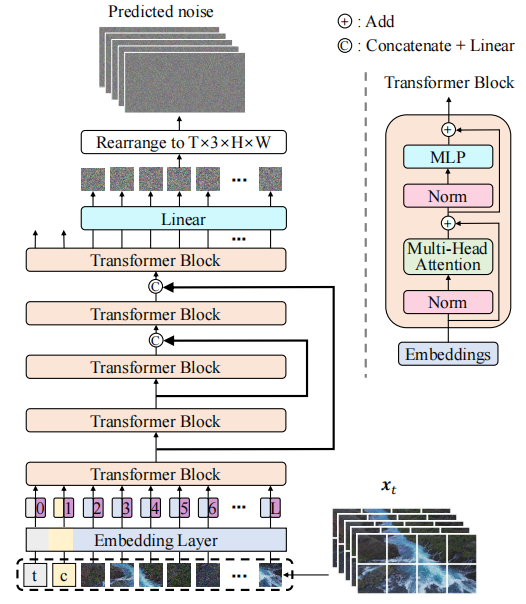 Predicted noise
+ : Add
C : Concatenate + Linear
Rearrange to T×3×H×W
...
Linear
...
Transformer Block
C
Transformer Block
C
Transformer Block
Transformer Block
Transformer Block
0 1 2 3 4 5 6 ... L
Embedding Layer
t c ...
Transformer Block
+
MLP
Norm
+
Multi-Head
Attention
Norm
Embeddings
xₜ